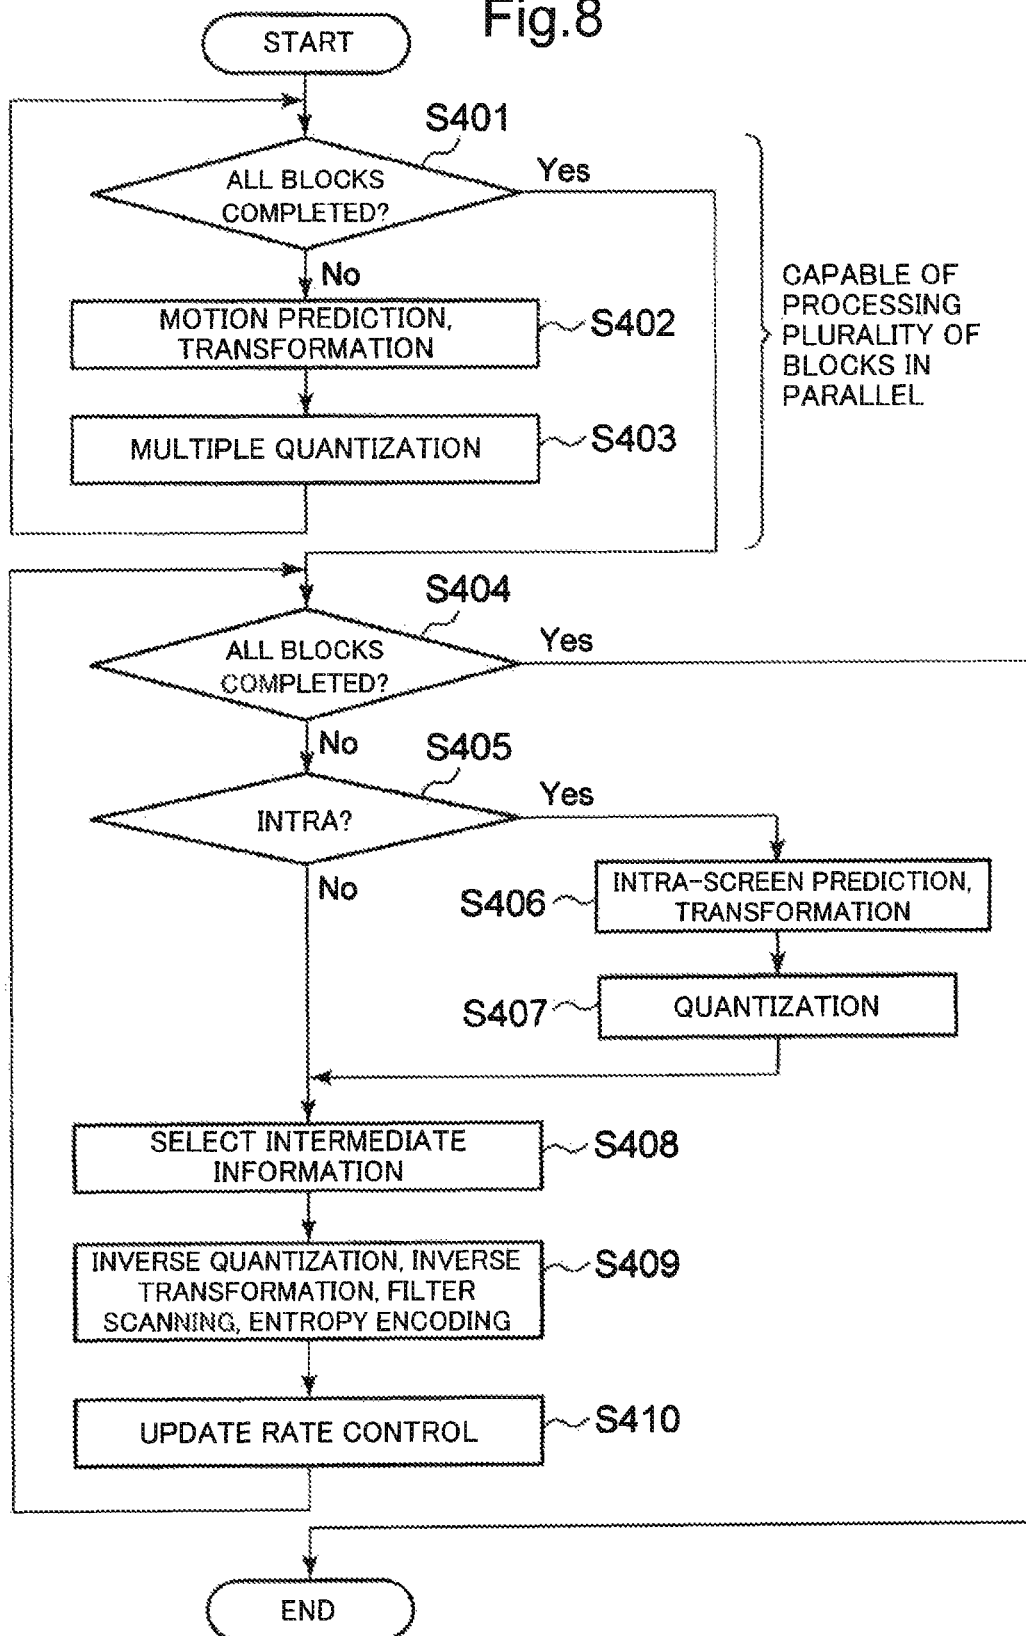 Fig.8
START
S401
ALL BLOCKS
COMPLETED?
Yes
No
MOTION PREDICTION,
TRANSFORMATION
S402
MULTIPLE QUANTIZATION
S403
CAPABLE OF
PROCESSING
PLURALITY OF
BLOCKS IN
PARALLEL
S404
ALL BLOCKS
COMPLETED?
Yes
No
S405
INTRA?
Yes
No
S406
INTRA-SCREEN PREDICTION,
TRANSFORMATION
S407
QUANTIZATION
SELECT INTERMEDIATE
INFORMATION
S408
INVERSE QUANTIZATION, INVERSE
TRANSFORMATION, FILTER
SCANNING, ENTROPY ENCODING
S409
UPDATE RATE CONTROL
S410
END